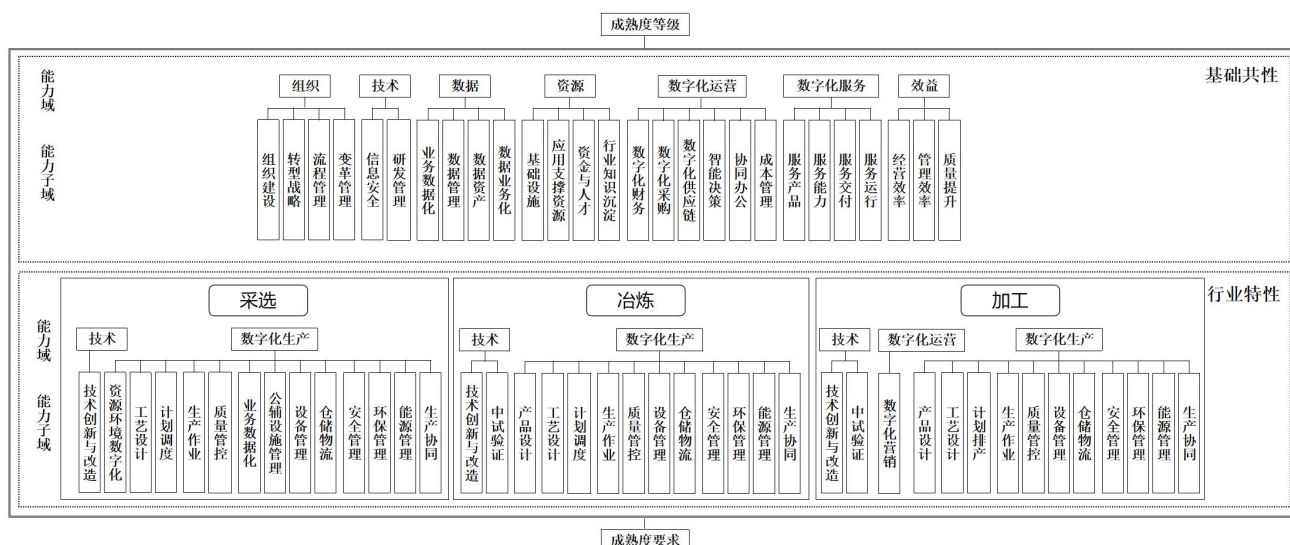 成熟度等级
基础共性
能力域
组织
技术
数据
资源
数字化运营
数字化服务
效益
能力子域
组织建设
转型战略
流程管理
变革管理
信息安全
研发管理
业务数据化
数据管理
数据资产
数据业务化
基础设施
应用支撑资源
资金与人才
行业知识沉淀
数字化财务
数字化采购
数字化供应链
智能决策
协同办公
成本管理
服务产品
服务能力
服务交付
服务运行
经营效率
管理效率
质量提升
行业特性
能力域
能力子域
采选
技术
数字化生产
技术创新与改造
资源环境数字化
工艺设计
计划调度
生产作业
质量管控
业务数据化
公辅设施管理
设备管理
仓储物流
安全管理
环保管理
能源管理
生产协同
冶炼
技术
数字化生产
技术创新与改造
中试验证
产品设计
工艺设计
计划调度
生产作业
质量管控
设备管理
仓储物流
安全管理
环保管理
能源管理
生产协同
加工
技术
数字化运营
数字化生产
技术创新与改造
中试验证
数字化营销
产品设计
工艺设计
计划排产
生产作业
质量管控
设备管理
仓储物流
安全管理
环保管理
能源管理
生产协同
成熟度要求